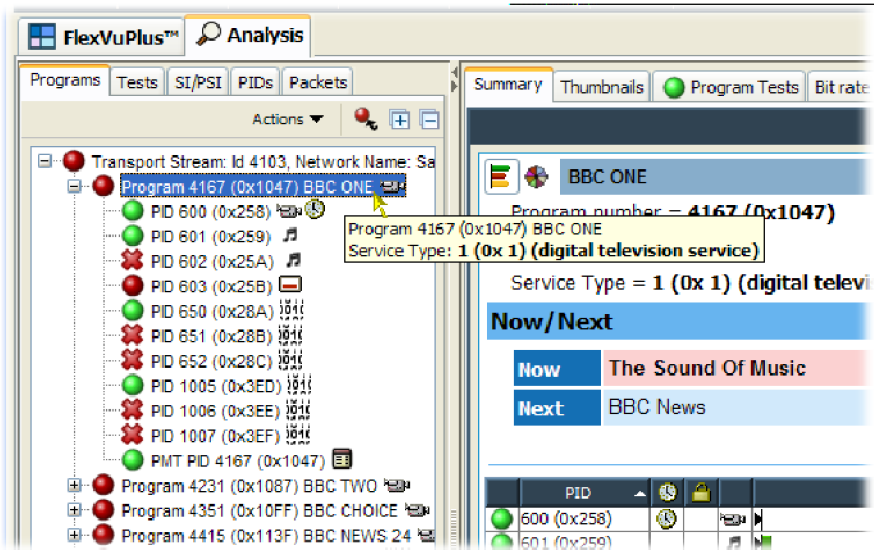 FlexVuPlus™
Analysis
Programs
Tests
SI/PSI
PIDs
Packets
Actions
Transport Stream: Id 4103, Network Name: Sa
Program 4167 (0x1047) BBC ONE
PID 600 (0x258)
PID 601 (0x259)
PID 602 (0x25A)
PID 603 (0x25B)
PID 650 (0x28A)
PID 651 (0x28B)
PID 652 (0x28C)
PID 1005 (0x3ED)
PID 1006 (0x3EE)
PID 1007 (0x3EF)
PMT PID 4167 (0x1047)
Program 4231 (0x1087) BBC TWO
Program 4351 (0x10FF) BBC CHOICE
Program 4415 (0x113F) BBC NEWS 24
Program 4167 (0x1047) BBC ONE
Service Type: 1 (0x 1) (digital television service)
Summary
Thumbnails
Program Tests
Bit rate
BBC ONE
Program number = 4167 (0x1047)
Service Type = 1 (0x 1) (digital televi
Now/Next
Now
The Sound Of Music
Next
BBC News
PID
600 (0x258)
601 (0x259)